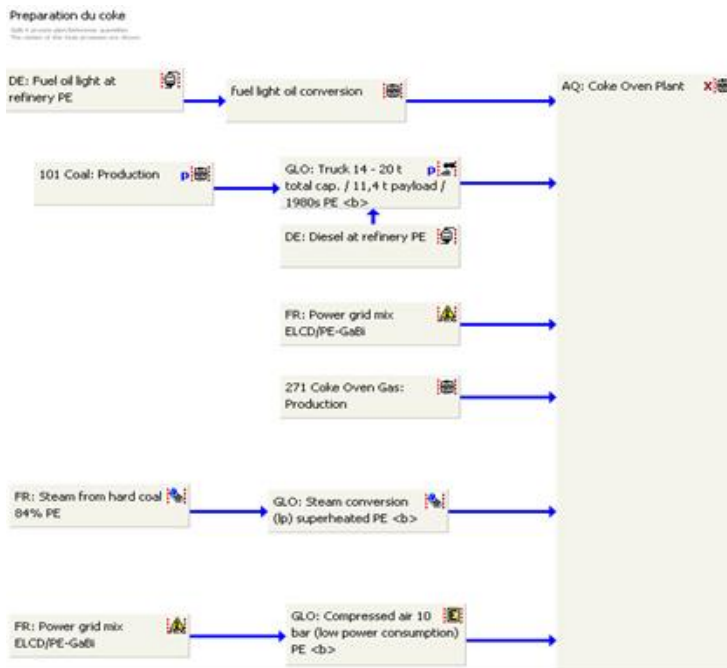 Preparation du coke
DE: Fuel oil light at
refinery PE
fuel light oil conversion
AQ: Coke Oven Plant
X
101 Coal: Production
p
GLO: Truck 14 - 20 t
total cap. / 11,4 t payload /
1980s PE <b>
p
DE: Diesel at refinery PE
FR: Power grid mix
ELCD/PE-GaBi
271 Coke Oven Gas:
Production
FR: Steam from hard coal
84% PE
GLO: Steam conversion
(lp) superheated PE <b>
FR: Power grid mix
ELCD/PE-GaBi
GLO: Compressed air 10
bar (low power consumption)
PE <b>